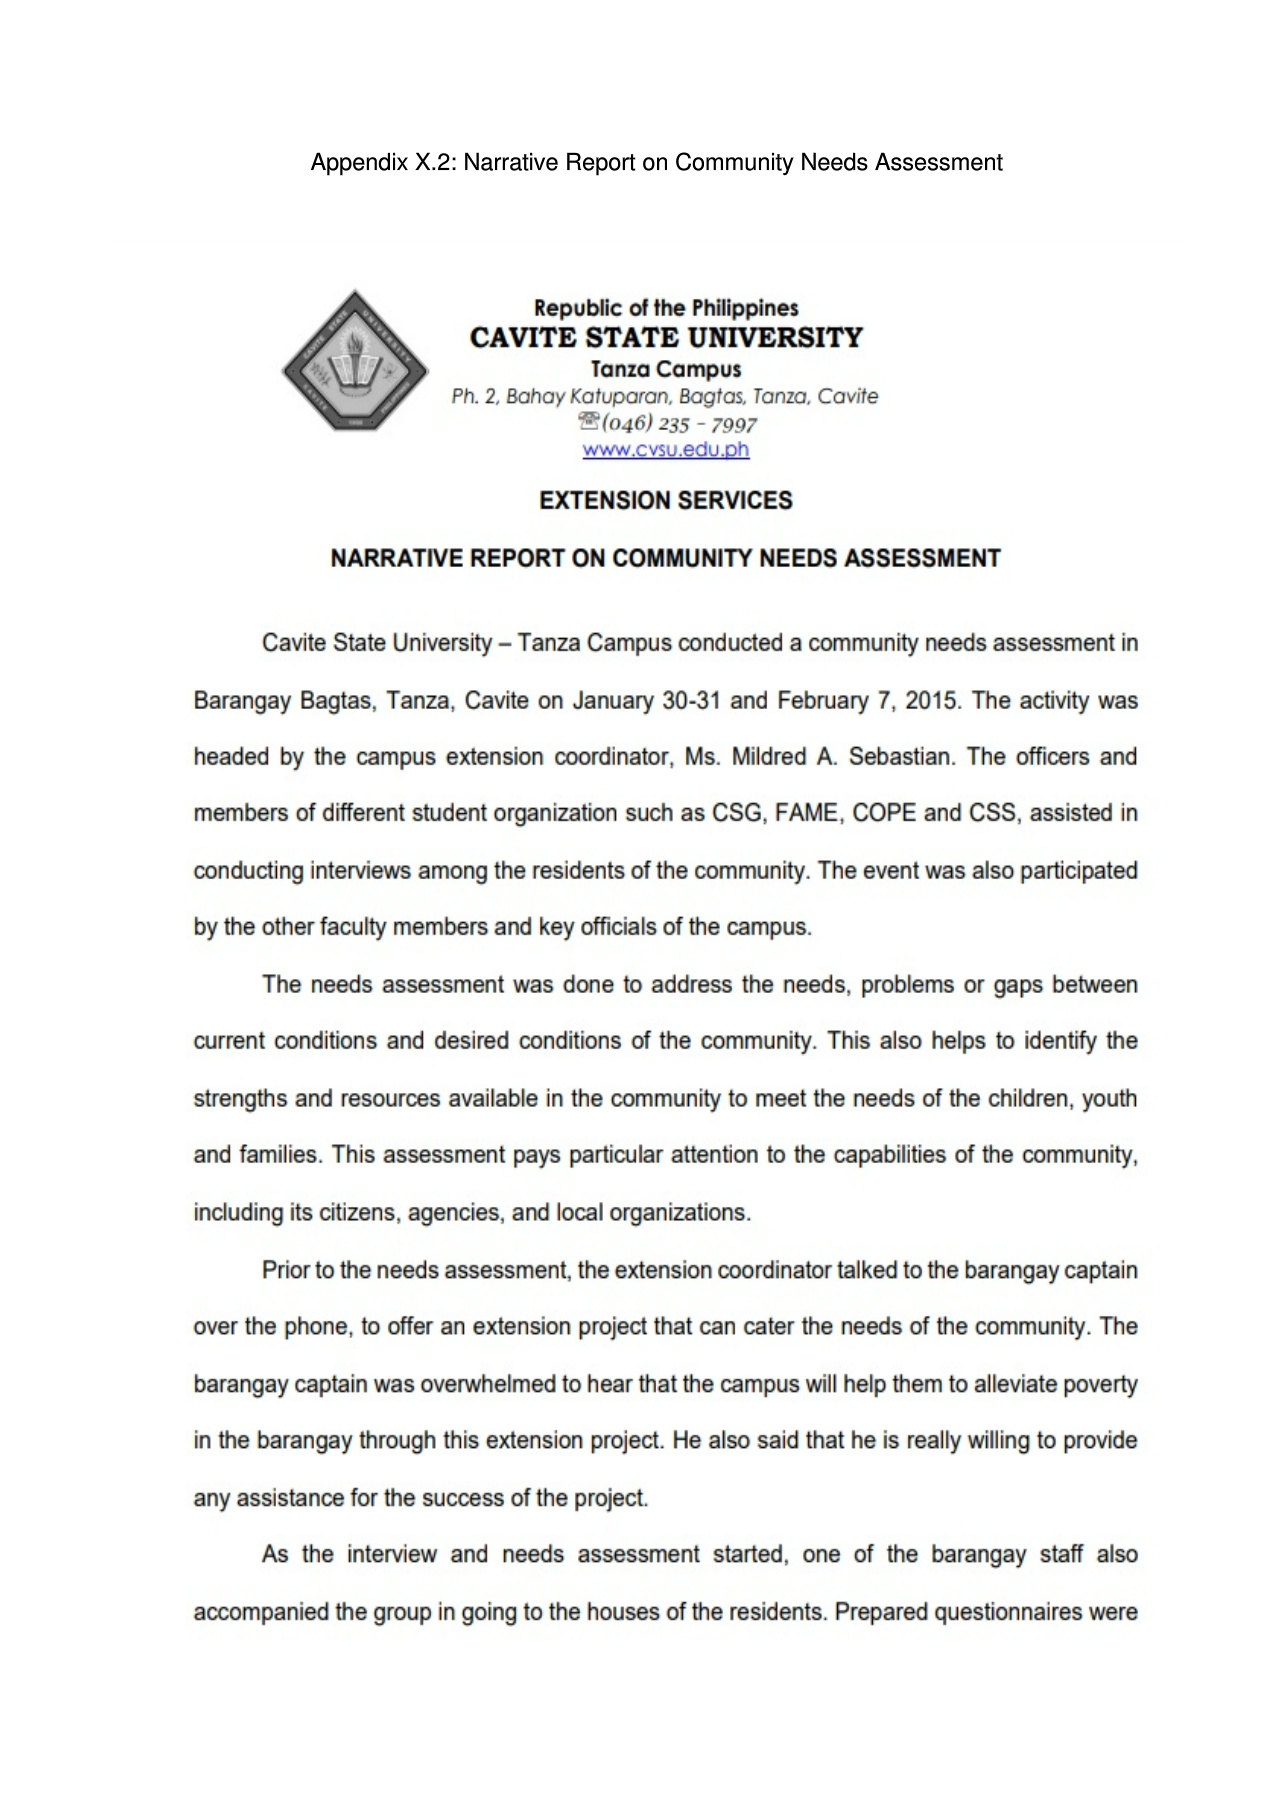 Appendix X.2: Narrative Report on Community Needs Assessment
Republic of the Philippines
CAVITE STATE UNIVERSITY
Tanza Campus
Ph. 2, Bahay Katuparan, Bagtas, Tanza, Cavite
☏(046) 235 – 7997
www.cvsu.edu.ph
EXTENSION SERVICES
NARRATIVE REPORT ON COMMUNITY NEEDS ASSESSMENT
Cavite State University – Tanza Campus conducted a community needs assessment in
Barangay Bagtas, Tanza, Cavite on January 30-31 and February 7, 2015. The activity was
headed by the campus extension coordinator, Ms. Mildred A. Sebastian. The officers and
members of different student organization such as CSG, FAME, COPE and CSS, assisted in
conducting interviews among the residents of the community. The event was also participated
by the other faculty members and key officials of the campus.
The needs assessment was done to address the needs, problems or gaps between
current conditions and desired conditions of the community. This also helps to identify the
strengths and resources available in the community to meet the needs of the children, youth
and families. This assessment pays particular attention to the capabilities of the community,
including its citizens, agencies, and local organizations.
Prior to the needs assessment, the extension coordinator talked to the barangay captain
over the phone, to offer an extension project that can cater the needs of the community. The
barangay captain was overwhelmed to hear that the campus will help them to alleviate poverty
in the barangay through this extension project. He also said that he is really willing to provide
any assistance for the success of the project.
As the interview and needs assessment started, one of the barangay staff also
accompanied the group in going to the houses of the residents. Prepared questionnaires were